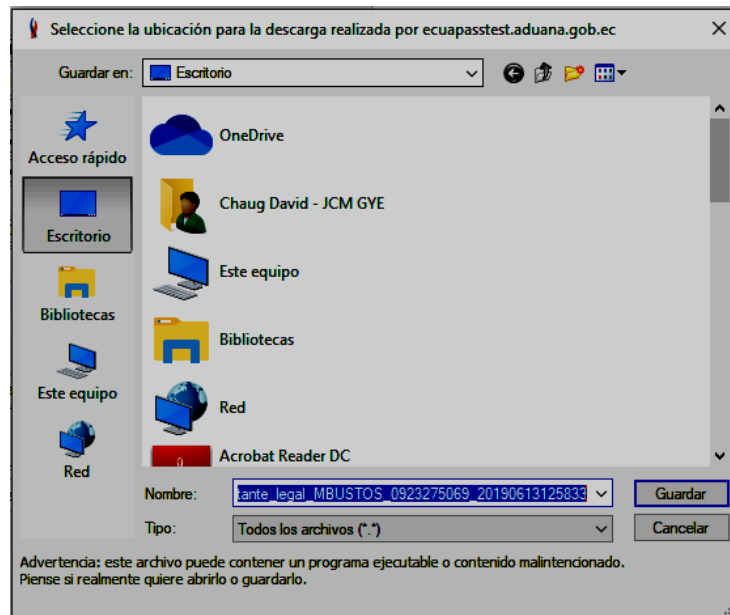 Seleccione la ubicación para la descarga realizada por ecuapasstest.aduana.gob.ec
Guardar en: Escritorio
Acceso rápido
Escritorio
Bibliotecas
Este equipo
Red
OneDrive
Chaug David - JCM GYE
Este equipo
Bibliotecas
Red
Acrobat Reader DC
Nombre: tante_legal_MBUSTOS_0923275069_20190613125833
Guardar
Tipo: Todos los archivos (*.*)
Cancelar
Advertencia: este archivo puede contener un programa ejecutable o contenido malintencionado.
Piense si realmente quiere abrirlo o guardarlo.